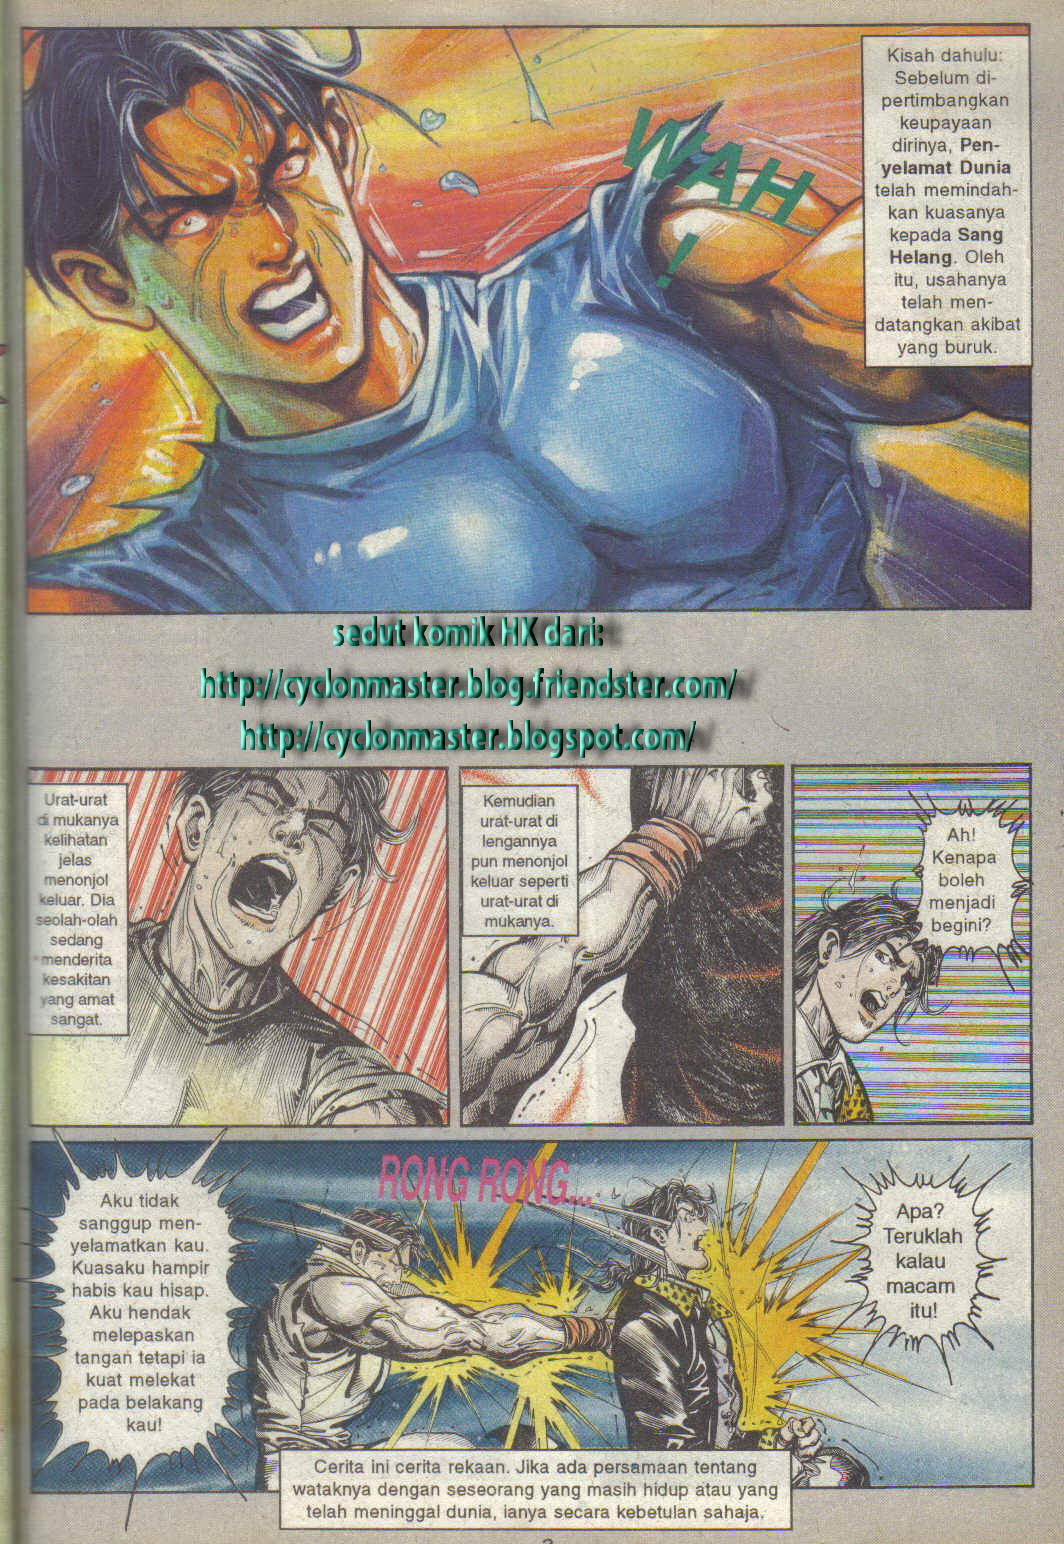 Kisah dahulu:
Sebelum di-
pertimbangkan
keupayaan
dirinya, Pen-
yelamat Dunia
telah memindah-
kan kuasanya
kepada Sang
Helang. Oleh
itu, usahanya
telah men-
datangkan akibat
yang buruk.
WAH
!
sedut komik HK dari:
http://cyclonmaster.blog.friendster.com/
http://cyclonmaster.blogspot.com/
Urat-urat
di mukanya
kelihatan
jelas
menonjol
keluar. Dia
seolah-olah
sedang
menderita
kesakitan
yang amat
sangat.
Kemudian
urat-urat di
lengannya
pun menonjol
keluar seperti
urat-urat di
mukanya.
Ah!
Kenapa
boleh
menjadi
begini?
RONG RONG...
Aku tidak
sanggup men-
yelamatkan kau.
Kuasaku hampir
habis kau hisap.
Aku hendak
melepaskan
tangan tetapi ia
kuat melekat
pada belakang
kau!
Apa?
Teruklah
kalau
macam
itu!
Cerita ini cerita rekaan. Jika ada persamaan tentang
wataknya dengan seseorang yang masih hidup atau yang
telah meninggal dunia, ianya secara kebetulan sahaja.